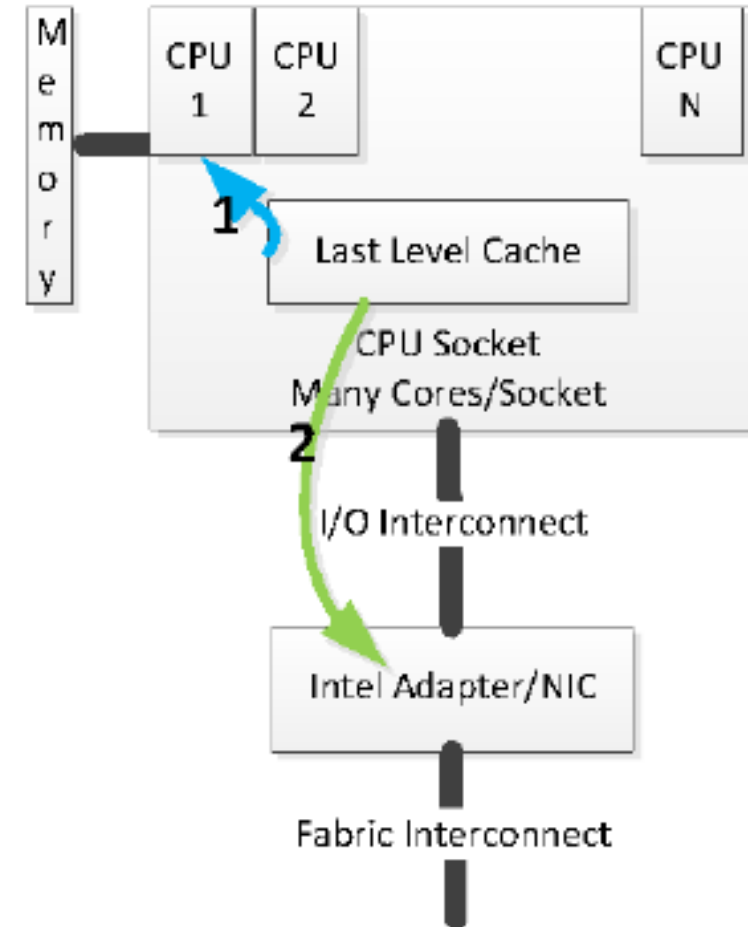 Memory
CPU
1
CPU
2
CPU
N
1
Last Level Cache
CPU Socket
Many Cores/Socket
2
I/O Interconnect
Intel Adapter/NIC
Fabric Interconnect